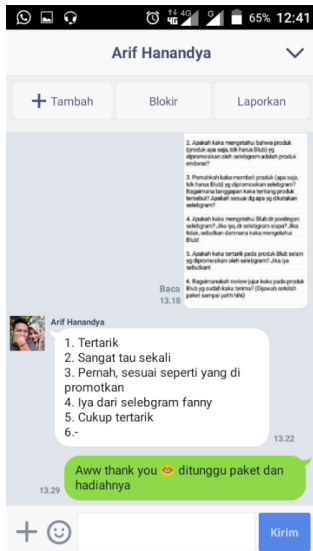 4G 4G G 65% 12:41
Arif Hanandya
+ Tambah
Blokir
Laporkan
2. Apakah kaka mengetahui bahwa produk
(produk apa saja, tdk harus Blub) yg
dipromosikan oleh selebgram adalah produk
endorse?
3. Pernahkah kaka membeli produk (apa saja,
tdk harus Blub) yg dipromosikan selebgram?
Bagaimana tanggapan kaka tentang produk
tersebut? Apakah sesuai dg apa yg dikatakan
selebgram?
4. Apakah kaka mengetahui Blub dr postingan
selebgram? Jika iya, dr selebgram siapa? Jika
tidak, sebutkan darimana kaka mengetahui
Blub!
5. Apakah kaka tertarik pada produk Blub selain
yg dipromosikan oleh selebgram? Jika iya
sebutkan!
6. Bagaimanakah review jujur kaka pada produk
Blub yg sudah kaka terima? (Dijawab setelah
paket sampai yahh hihi)
Baca
13.18
Arif Hanandya
1. Tertarik
2. Sangat tau sekali
3. Pernah, sesuai seperti yang di
promotkan
4. Iya dari selebgram fanny
5. Cukup tertarik
6.-
13.22
Aww thank you 😁 ditunggu paket dan
hadiahnya
13.29
Kirim